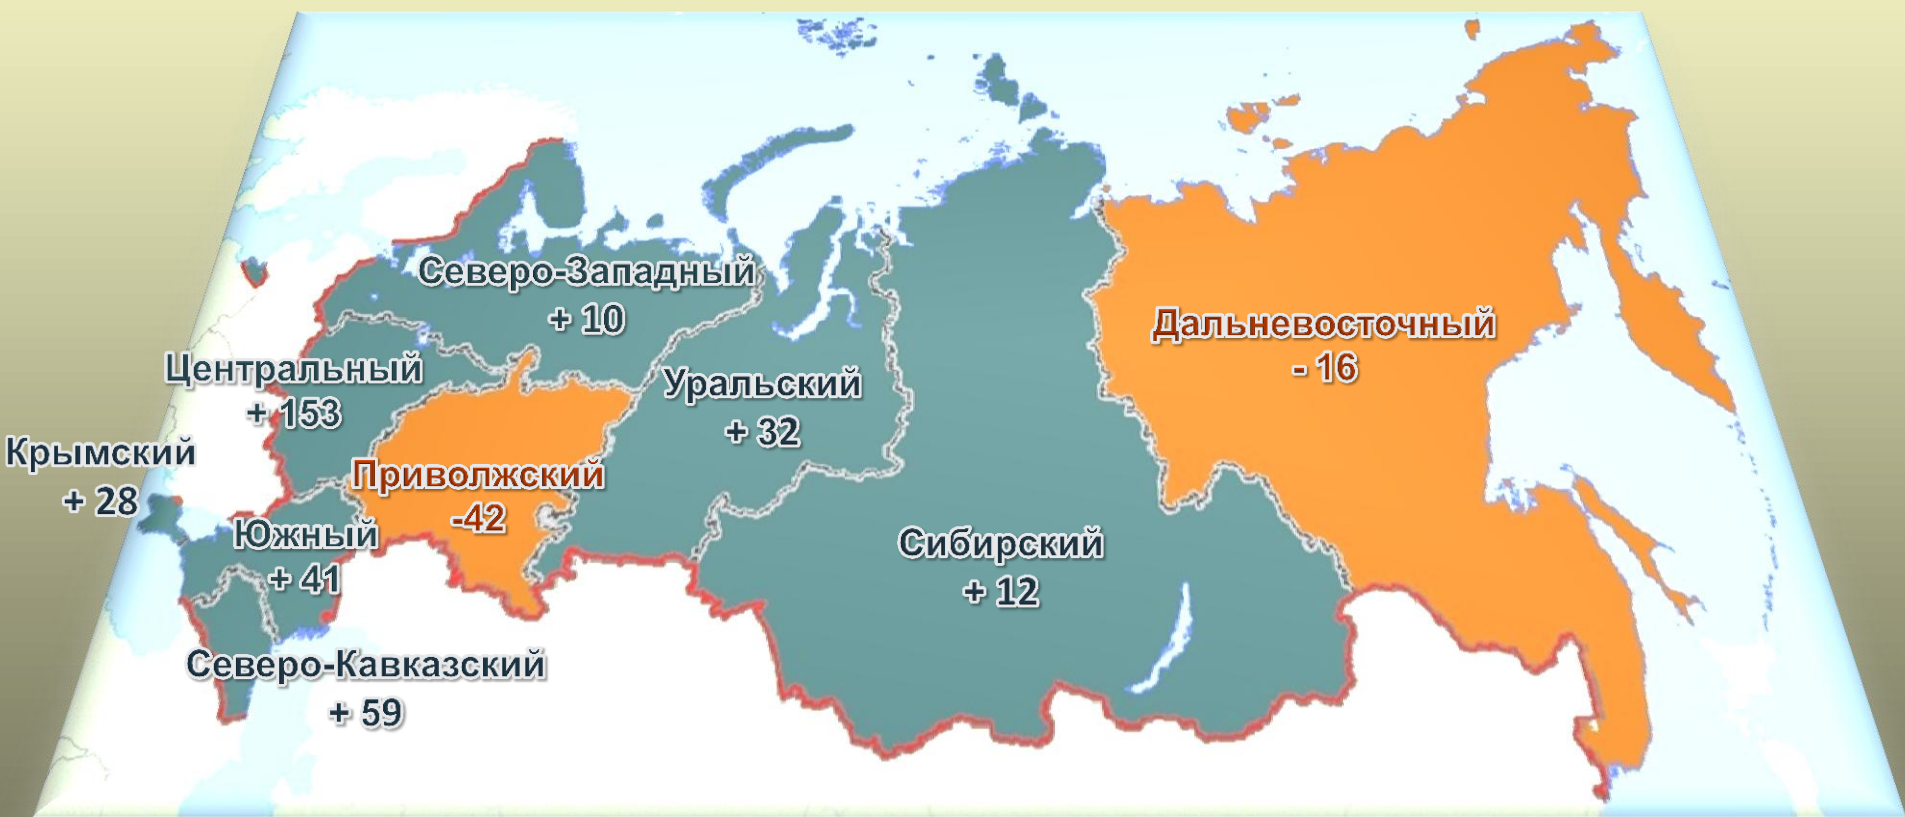 Северо-Западный
+ 10
Дальневосточный
- 16
Центральный
+ 153
Уральский
+ 32
Крымский
+ 28
Приволжский
-42
Южный
+ 41
Сибирский
+ 12
Северо-Кавказский
+ 59